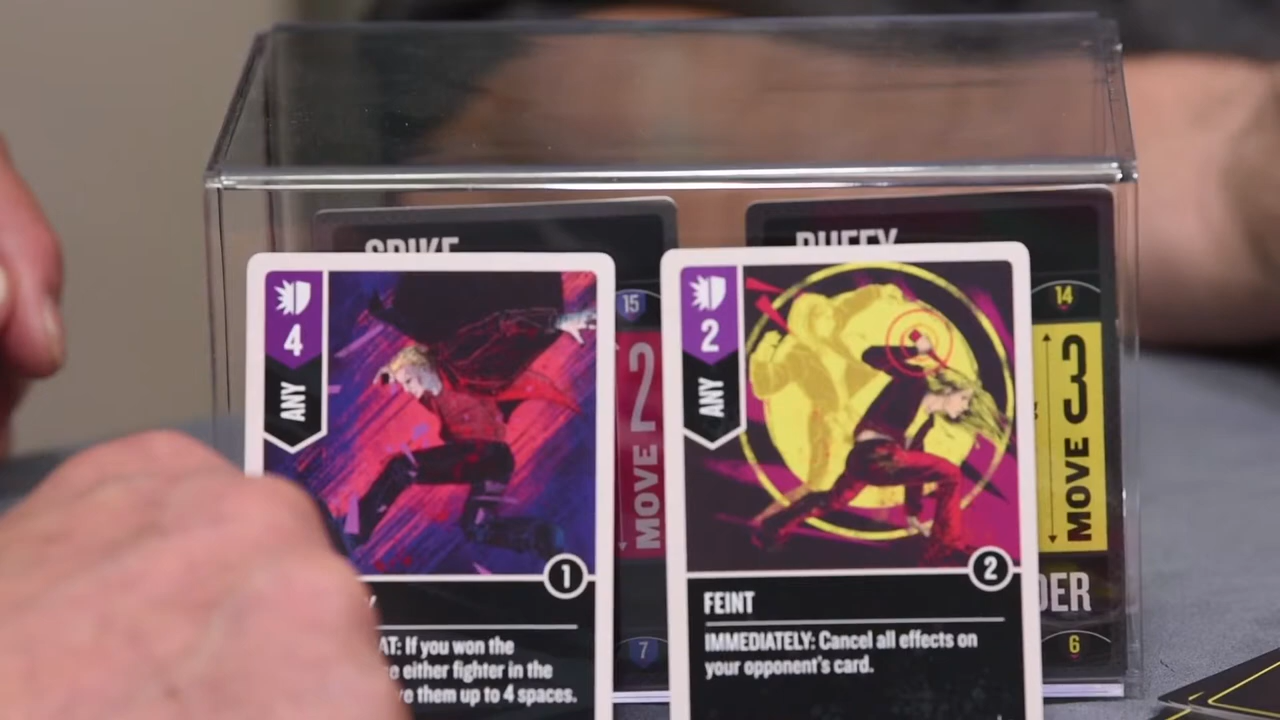 SPIKE
BUFFY
15
14
4
ANY
2
ANY
MOVE 2
MOVE 3
1
2
AT: If you won the
either fighter in the
them up to 4 spaces.
FEINT
IMMEDIATELY: Cancel all effects on
your opponent's card.
DER
7
6